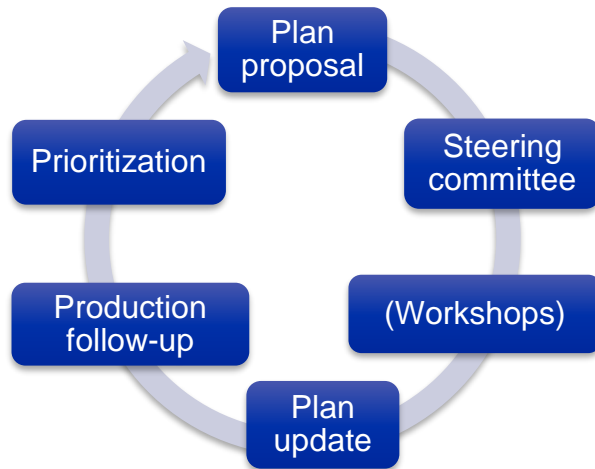 Plan
proposal
Steering
committee
(Workshops)
Plan
update
Production
follow-up
Prioritization